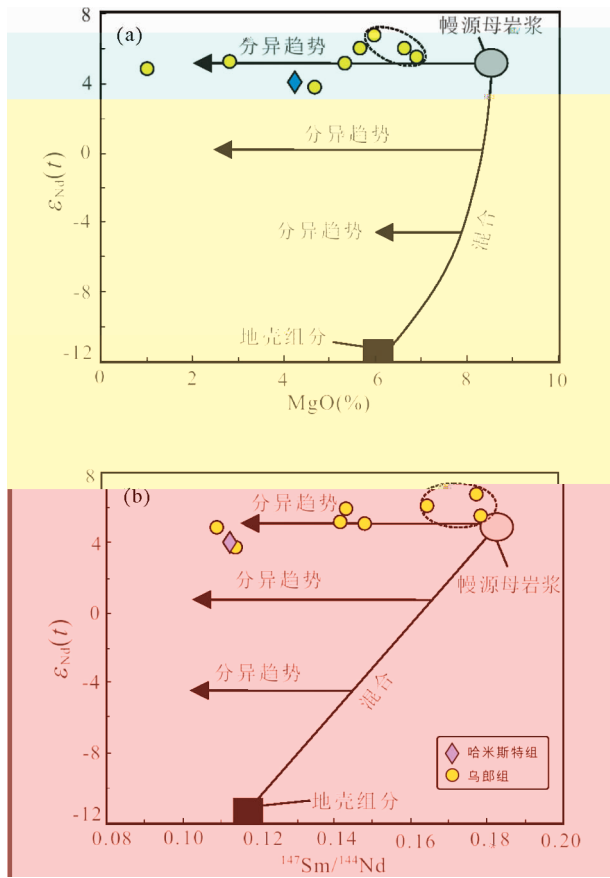 (a)
8
4
0
-4
-8
-12
εNd(t)
分异趋势
幔源母岩浆
分异趋势
分异趋势
混合
地壳组分
0 2 4 6 8 10
MgO(%)
(b)
8
4
0
-4
-8
-12
εNd(t)
分异趋势
幔源母岩浆
分异趋势
分异趋势
混合
地壳组分
哈米斯特组
乌郎组
0.08 0.10 0.12 0.14 0.16 0.18 0.20
¹⁴⁷Sm/¹⁴⁴Nd